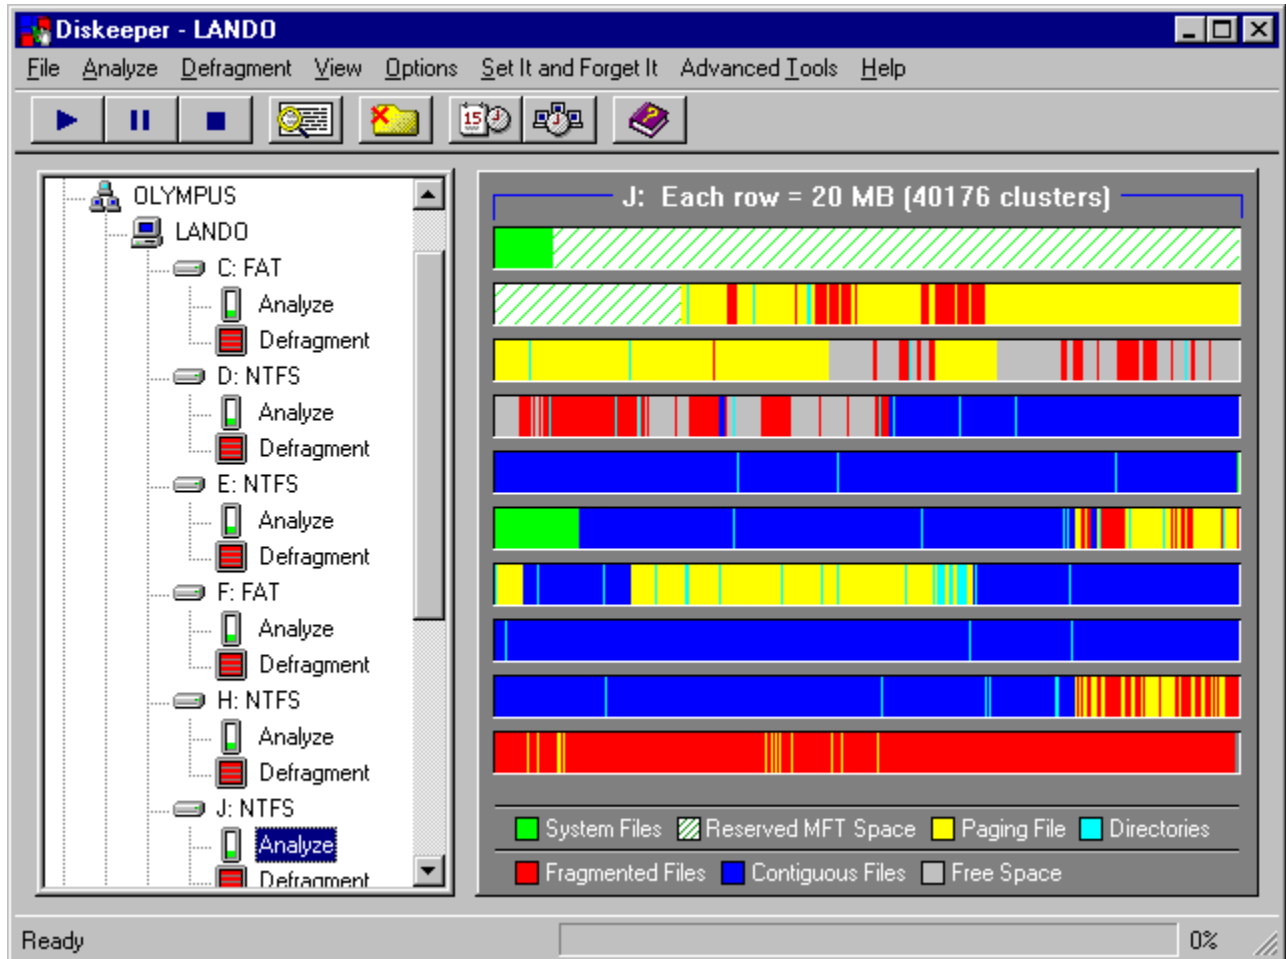 Diskeeper - LANDO
File Analyze Defragment View Options Set It and Forget It Advanced Tools Help
15
OLYMPUS
LANDO
C: FAT
Analyze
Defragment
D: NTFS
Analyze
Defragment
E: NTFS
Analyze
Defragment
F: FAT
Analyze
Defragment
H: NTFS
Analyze
Defragment
J: NTFS
Analyze
Defragment
J: Each row = 20 MB (40176 clusters)
System Files Reserved MFT Space Paging File Directories
Fragmented Files Contiguous Files Free Space
Ready 0%